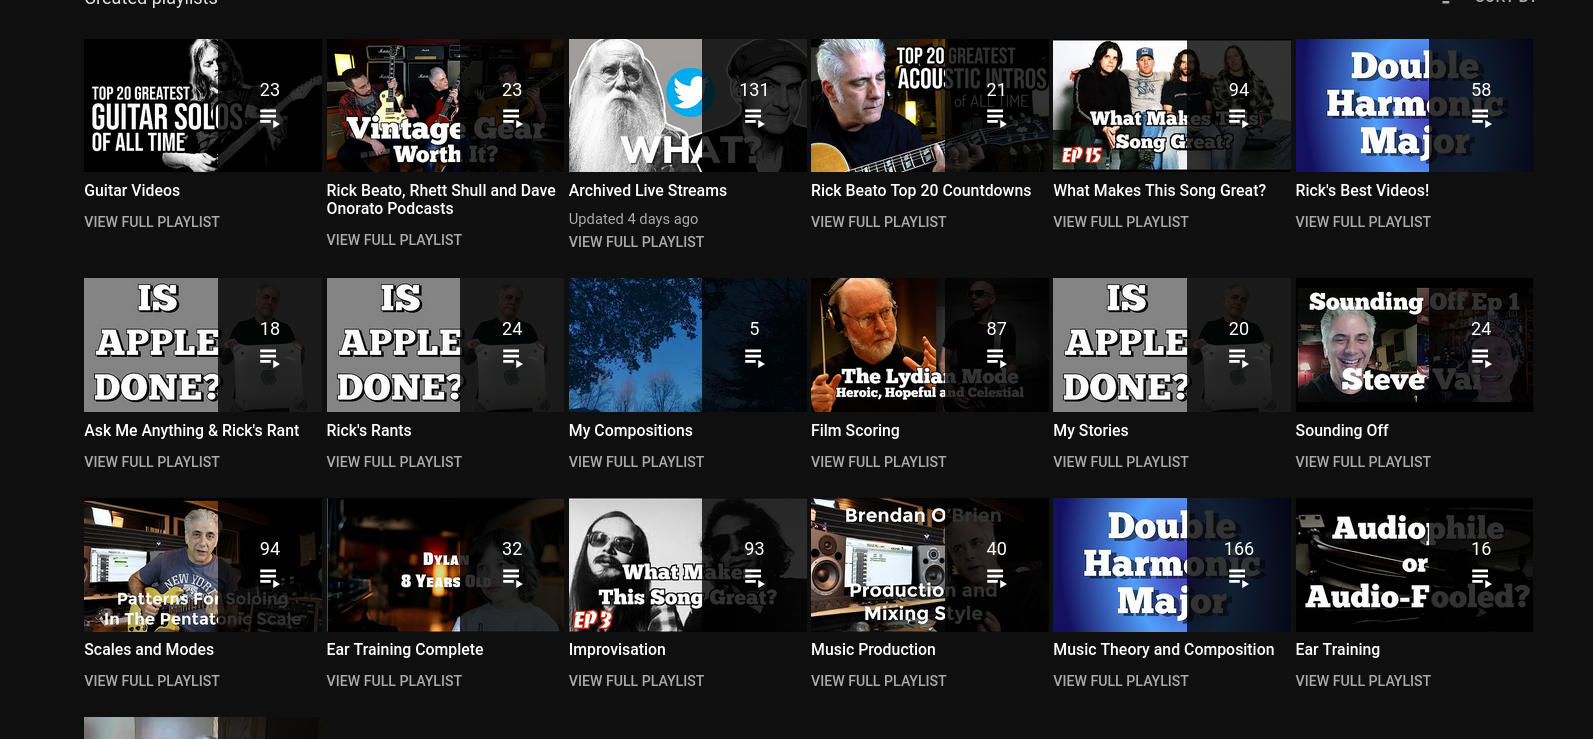 Created playlists
SORT BY
TOP 20 GREATEST
GUITAR SOLOS
OF ALL TIME
23
Vintage Gear
Worth It?
23
WHAT?
131
TOP 20 GREATEST
ACOUSTIC INTROS
of ALL TIME
21
What Makes This
Song Great?
EP 15
94
Double
Harmonic
Major
58
Guitar Videos
VIEW FULL PLAYLIST
Rick Beato, Rhett Shull and Dave
Onorato Podcasts
VIEW FULL PLAYLIST
Archived Live Streams
Updated 4 days ago
VIEW FULL PLAYLIST
Rick Beato Top 20 Countdowns
VIEW FULL PLAYLIST
What Makes This Song Great?
VIEW FULL PLAYLIST
Rick's Best Videos!
VIEW FULL PLAYLIST
IS
APPLE
DONE?
18
IS
APPLE
DONE?
24
5
The Lydian Mode
Heroic, Hopeful and Celestial
87
IS
APPLE
DONE?
20
Sounding Off Ep 1
Steve Vai
24
Ask Me Anything & Rick's Rant
VIEW FULL PLAYLIST
Rick's Rants
VIEW FULL PLAYLIST
My Compositions
VIEW FULL PLAYLIST
Film Scoring
VIEW FULL PLAYLIST
My Stories
VIEW FULL PLAYLIST
Sounding Off
VIEW FULL PLAYLIST
NEW YORK
Patterns For Soloing
In The Pentatonic Scale
94
DYLAN
8 YEARS OLD
32
What Makes
This Song Great?
EP 3
93
Brendan O'Brien
Production and
Mixing Style
40
Double
Harmonic
Major
166
Audiophile
or
Audio-Fooled?
16
Scales and Modes
VIEW FULL PLAYLIST
Ear Training Complete
VIEW FULL PLAYLIST
Improvisation
VIEW FULL PLAYLIST
Music Production
VIEW FULL PLAYLIST
Music Theory and Composition
VIEW FULL PLAYLIST
Ear Training
VIEW FULL PLAYLIST